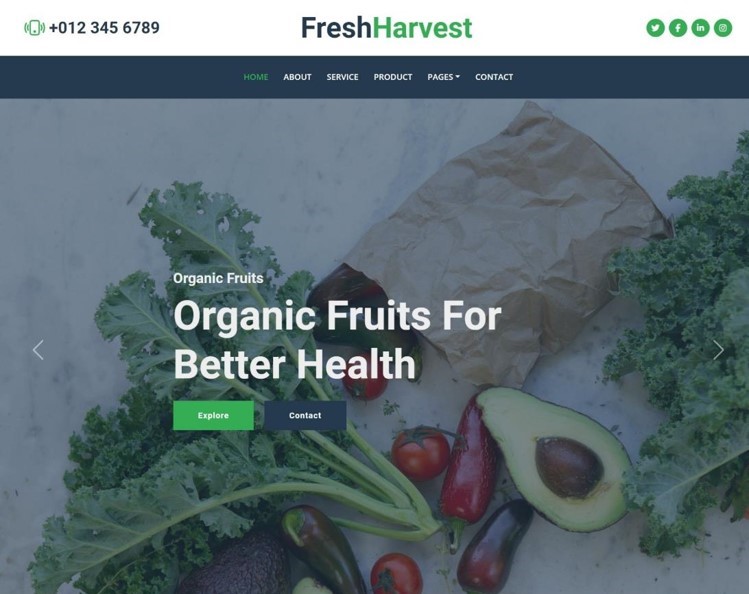 +012 345 6789
FreshHarvest
HOME ABOUT SERVICE PRODUCT PAGES CONTACT
Organic Fruits
Organic Fruits For
Better Health
Explore Contact